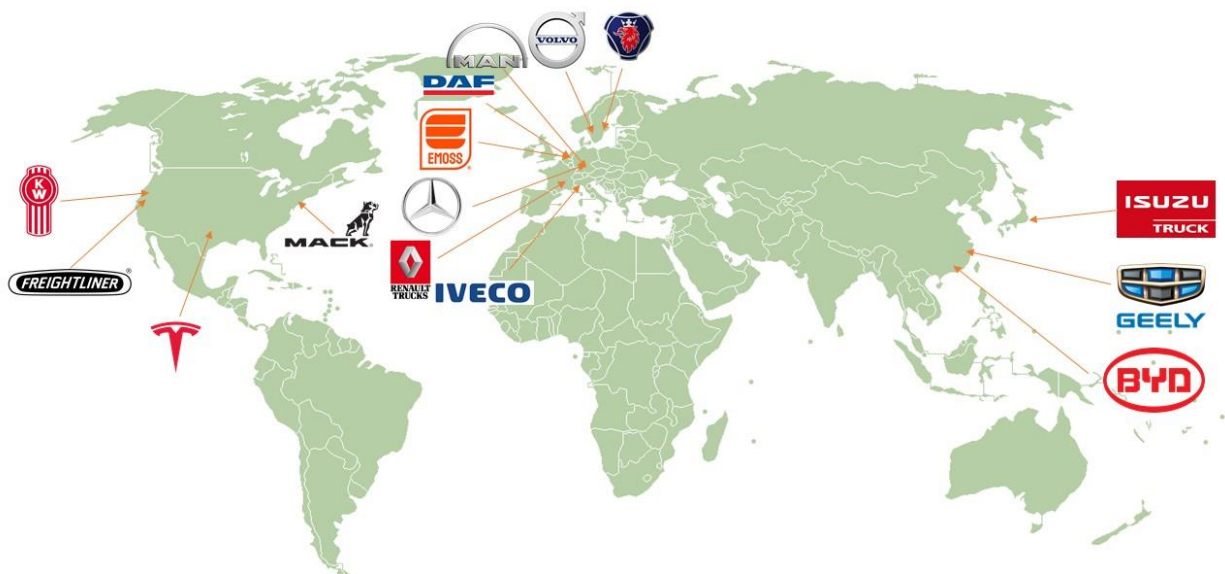 MAN
VOLVO
DAF
EMOSS
KW
MACK
FREIGHTLINER
RENAULT
TRUCKS
IVECO
ISUZU
TRUCK
GEELY
BYD